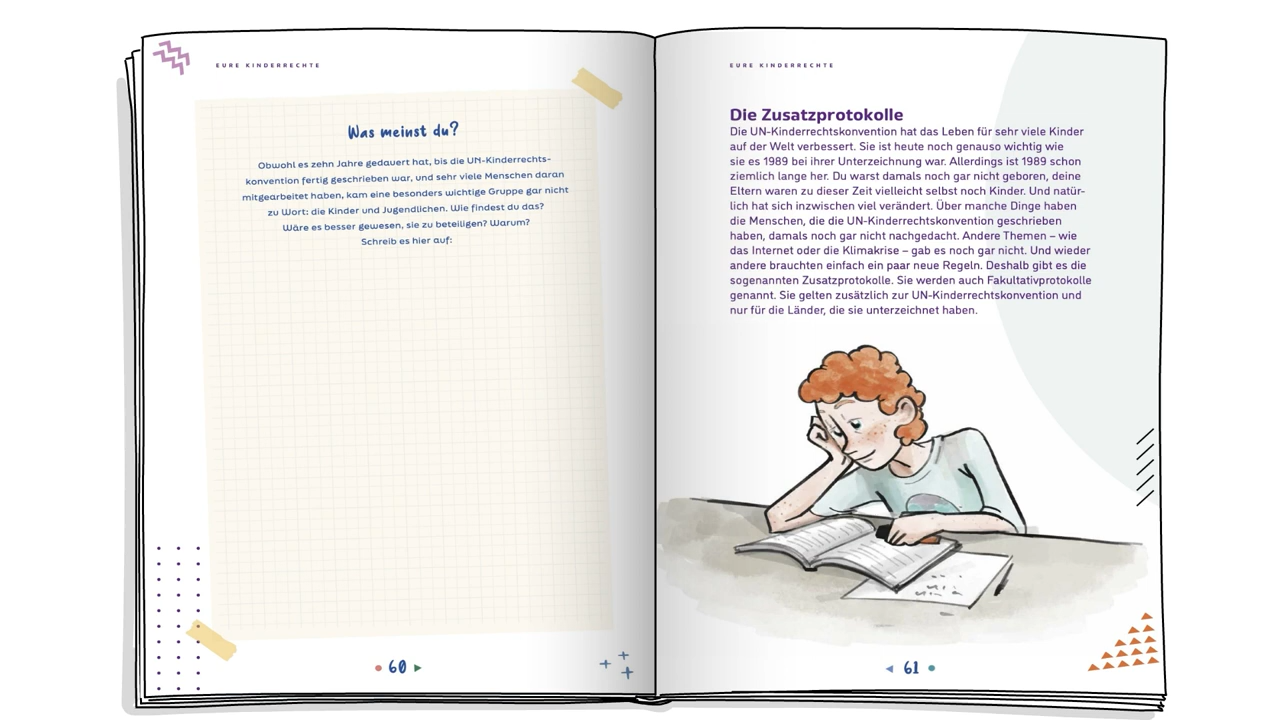 EURE KINDERRECHTE
Was meinst du?
Obwohl es zehn Jahre gedauert hat, bis die UN-Kinderrechts-
konvention fertig geschrieben war, und sehr viele Menschen daran
mitgearbeitet haben, kam eine besonders wichtige Gruppe gar nicht
zu Wort: die Kinder und Jugendlichen. Wie findest du das?
Wäre es besser gewesen, sie zu beteiligen? Warum?
Schreib es hier auf:
60
EURE KINDERRECHTE
Die Zusatzprotokolle
Die UN-Kinderrechtskonvention hat das Leben für sehr viele Kinder
auf der Welt verbessert. Sie ist heute noch genauso wichtig wie
sie es 1989 bei ihrer Unterzeichnung war. Allerdings ist 1989 schon
ziemlich lange her. Du warst damals noch gar nicht geboren, deine
Eltern waren zu dieser Zeit vielleicht selbst noch Kinder. Und natür-
lich hat sich inzwischen viel verändert. Über manche Dinge haben
die Menschen, die die UN-Kinderrechtskonvention geschrieben
haben, damals noch gar nicht nachgedacht. Andere Themen – wie
das Internet oder die Klimakrise – gab es noch gar nicht. Und wieder
andere brauchten einfach ein paar neue Regeln. Deshalb gibt es die
sogenannten Zusatzprotokolle. Sie werden auch Fakultativprotokolle
genannt. Sie gelten zusätzlich zur UN-Kinderrechtskonvention und
nur für die Länder, die sie unterzeichnet haben.
61